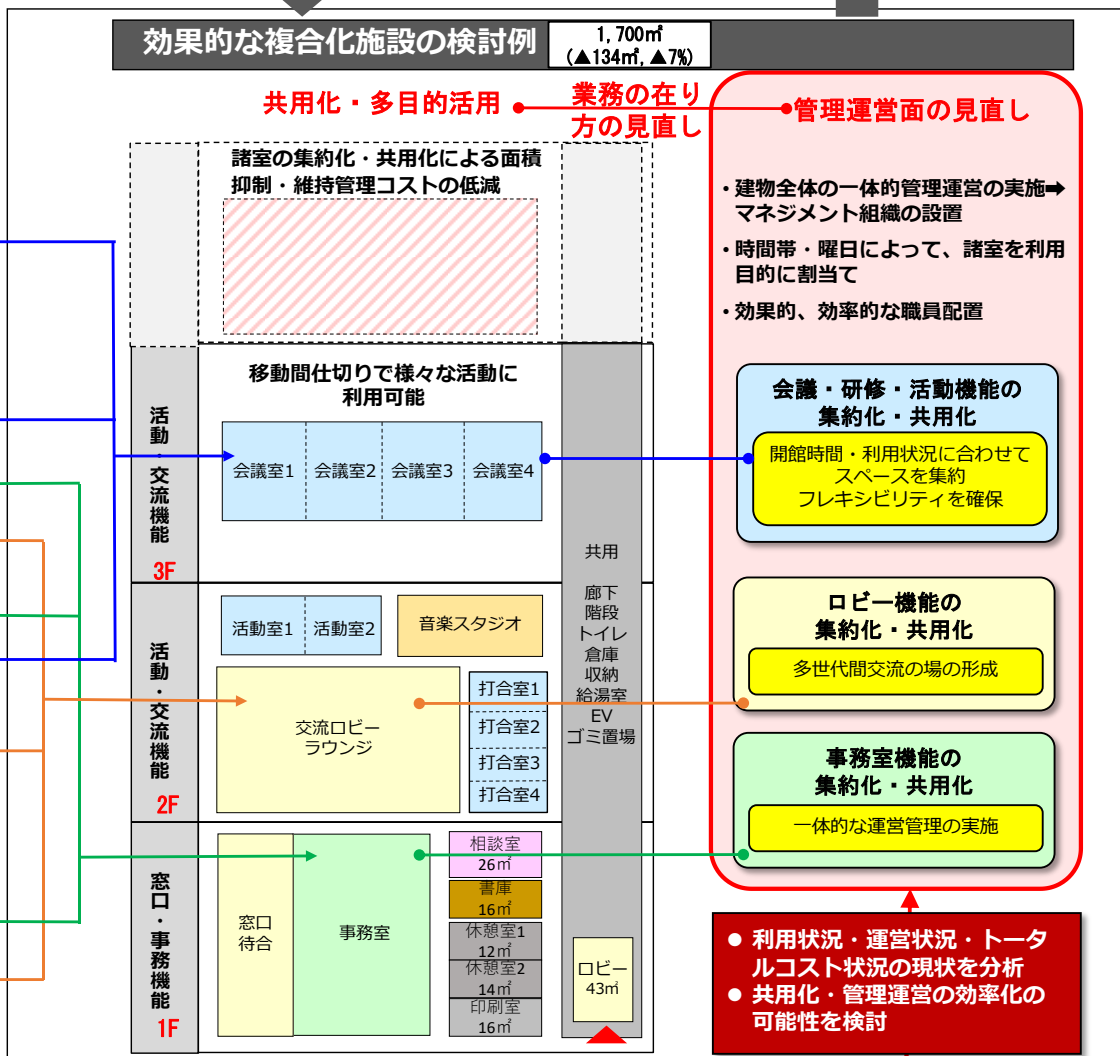 効果的な複合化施設の検討例
1,700㎡
(▲134㎡, ▲7%)
共用化・多目的活用
業務の在り
方の見直し
管理運営面の見直し
諸室の集約化・共用化による面積
抑制・維持管理コストの低減
・建物全体の一体的管理運営の実施➡
マネジメント組織の設置
・時間帯・曜日によって、諸室を利用
目的に割当て
・効果的、効率的な職員配置
活動・交流機能
3F
移動間仕切りで様々な活動に
利用可能
会議室1
会議室2
会議室3
会議室4
会議・研修・活動機能の
集約化・共用化
開館時間・利用状況に合わせて
スペースを集約
フレキシビリティを確保
共用
廊下
階段
トイレ
倉庫
収納
給湯室
EV
ゴミ置場
活動・交流機能
2F
活動室1
活動室2
音楽スタジオ
交流ロビー
ラウンジ
打合室1
打合室2
打合室3
打合室4
ロビー機能の
集約化・共用化
多世代間交流の場の形成
事務室機能の
集約化・共用化
一体的な運営管理の実施
窓口・事務機能
1F
窓口
待合
事務室
相談室
26㎡
書庫
16㎡
休憩室1
12㎡
休憩室2
14㎡
印刷室
16㎡
ロビー
43㎡
● 利用状況・運営状況・トータ
ルコスト状況の現状を分析
● 共用化・管理運営の効率化の
可能性を検討